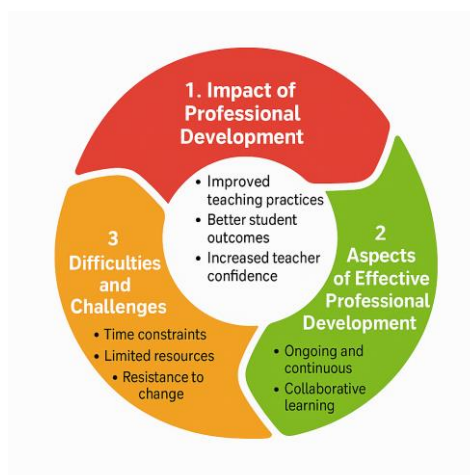 1. Impact of
Professional
Development
• Improved
teaching practices
• Better student
outcomes
• Increased teacher
confidence
2
Aspects
of Effective
Professional
Development
• Ongoing and
continuous
• Collaborative
learning
3
Difficulties
and
Challenges
• Time constraints
• Limited resources
• Resistance to
change